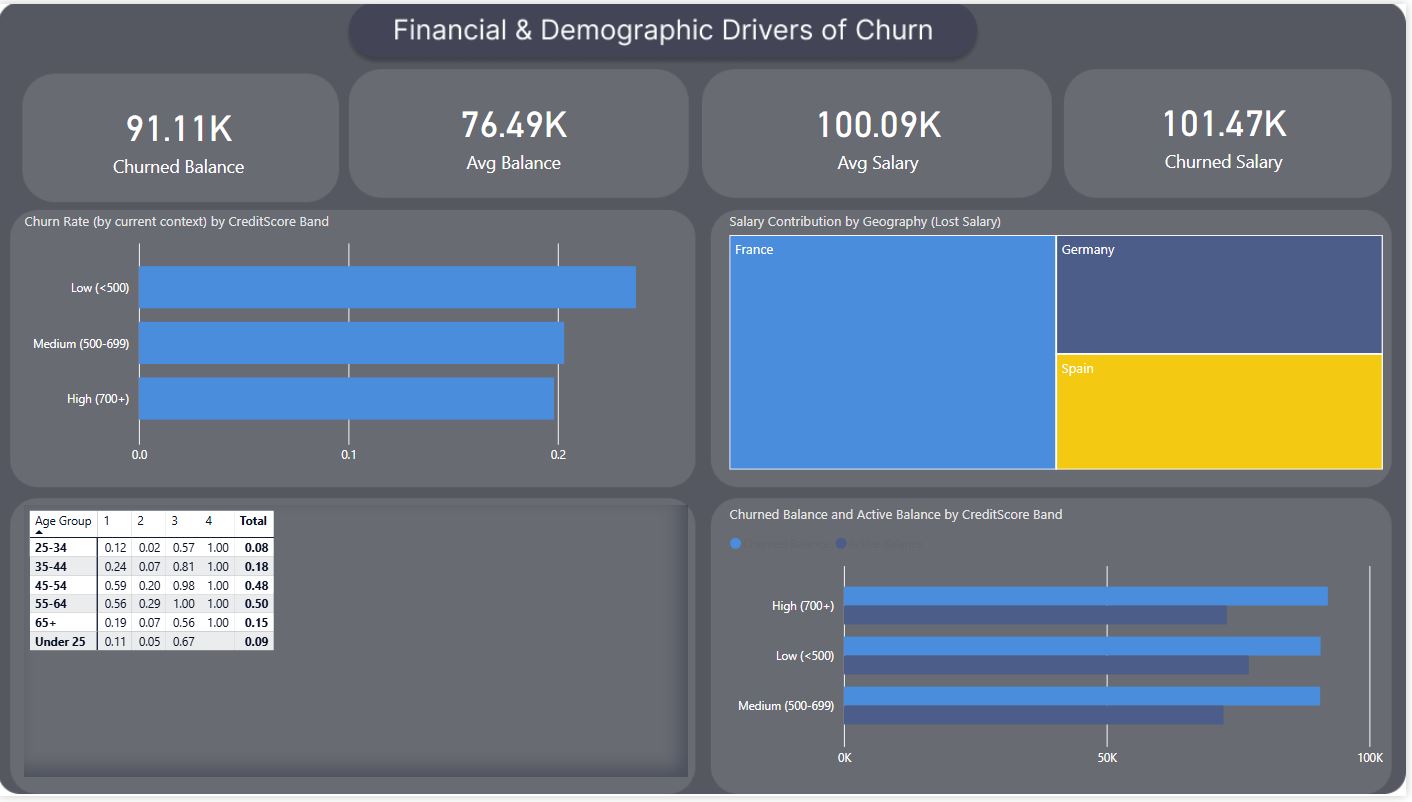 Financial & Demographic Drivers of Churn
91.11K
Churned Balance
76.49K
Avg Balance
100.09K
Avg Salary
101.47K
Churned Salary
Churn Rate (by current context) by CreditScore Band
Low (<500)
Medium (500-699)
High (700+)
0.0 0.1 0.2
Salary Contribution by Geography (Lost Salary)
France
Germany
Spain
Age Group 1 2 3 4 Total
25-34 0.12 0.02 0.57 1.00 0.08
35-44 0.24 0.07 0.81 1.00 0.18
45-54 0.59 0.20 0.98 1.00 0.48
55-64 0.56 0.29 1.00 1.00 0.50
65+ 0.19 0.07 0.56 1.00 0.15
Under 25 0.11 0.05 0.67 0.09
Churned Balance and Active Balance by CreditScore Band
Churned Balance Active Balance
High (700+)
Low (<500)
Medium (500-699)
0K 50K 100K